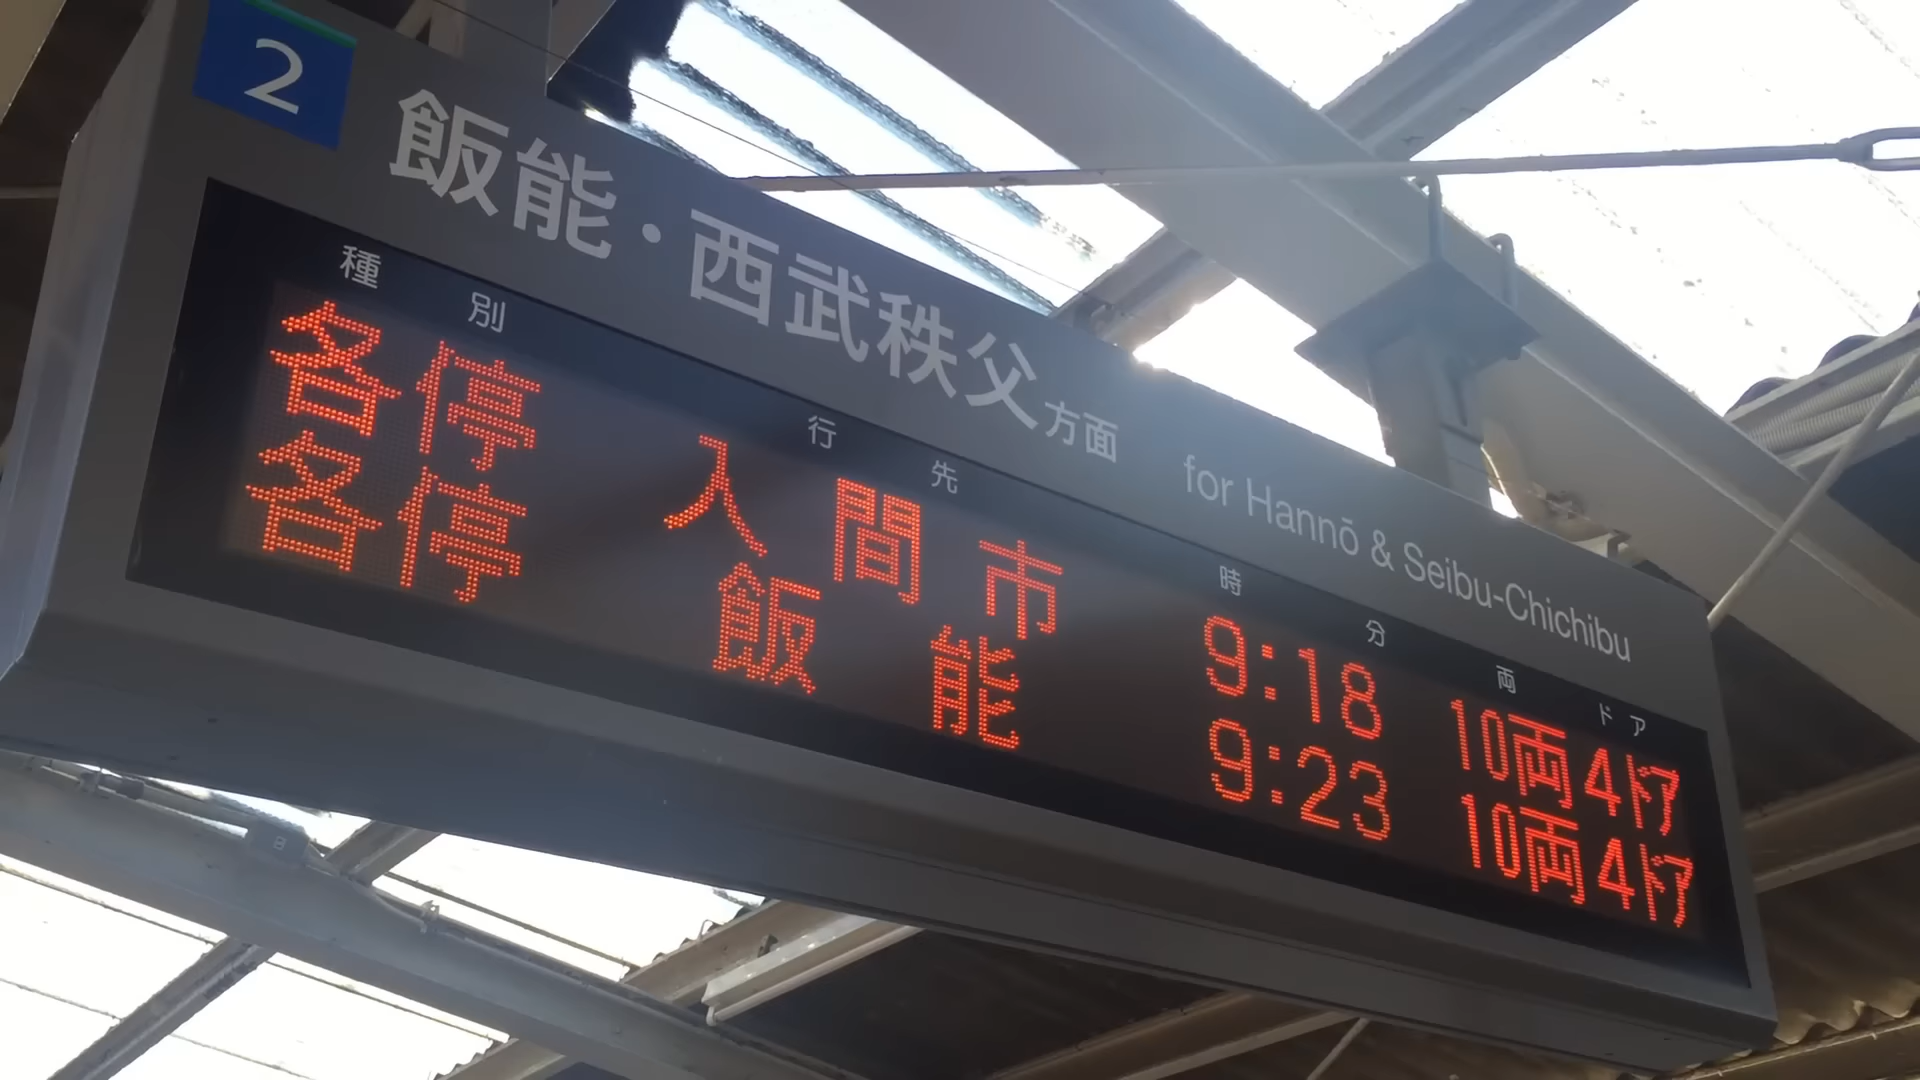 2 飯能・西武秩父方面 for Hannō & Seibu-Chichibu
種別 行先 時分 両 ドア
各停 入間市 9:18 10両 4ドア
各停 飯能 9:23 10両 4ドア